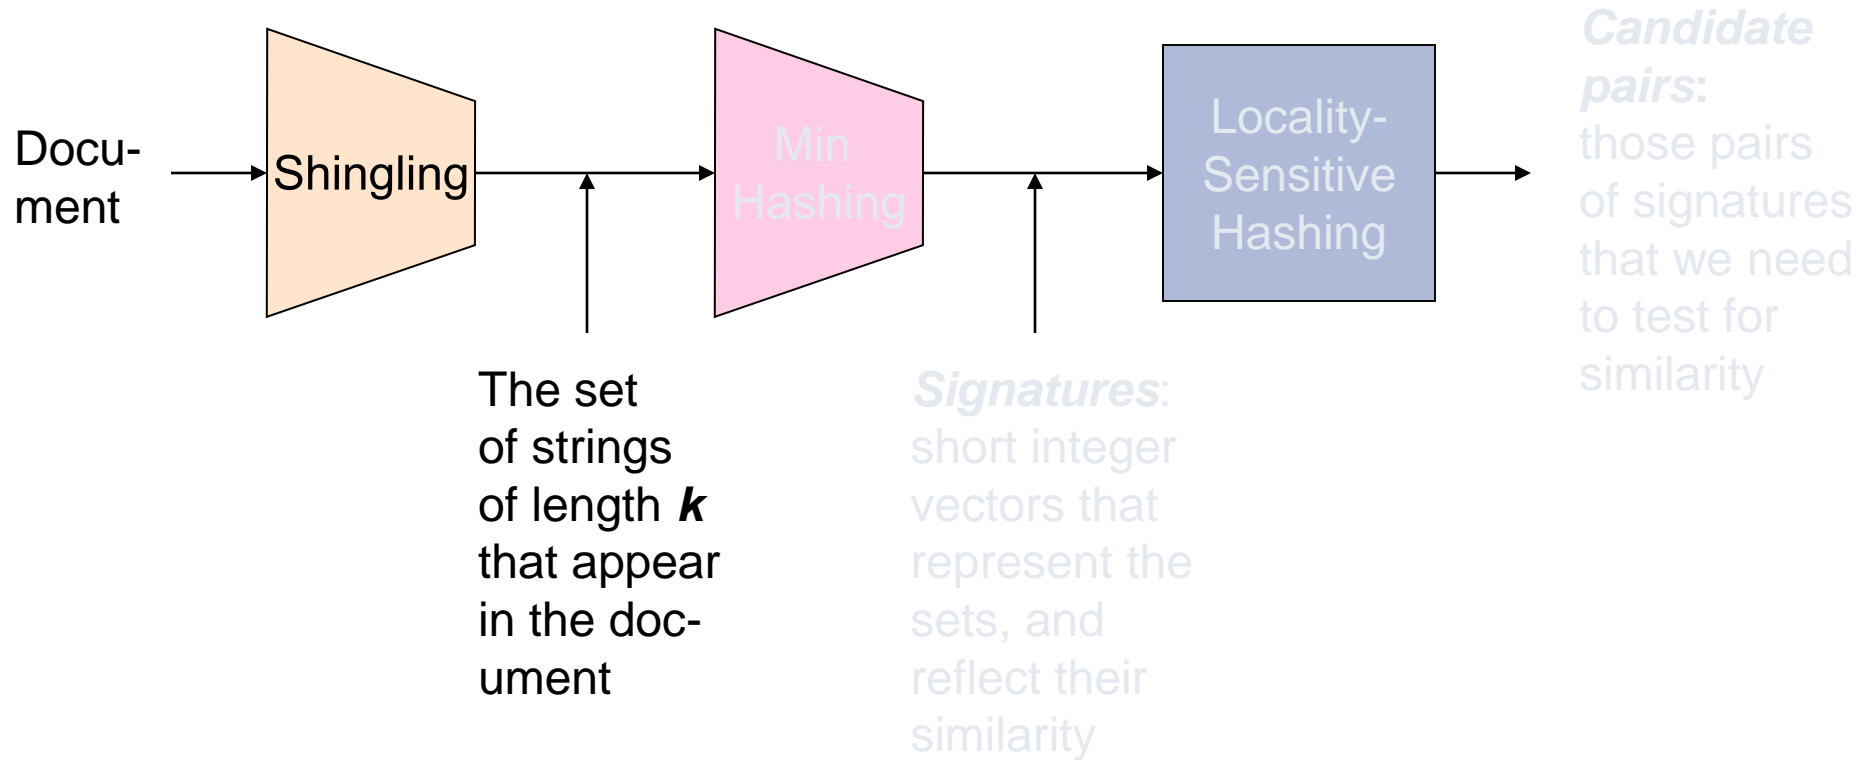 Docu-
ment
Shingling
The set
of strings
of length k
that appear
in the doc-
ument
Min
Hashing
Signatures:
short integer
vectors that
represent the
sets, and
reflect their
similarity
Locality-
Sensitive
Hashing
Candidate
pairs:
those pairs
of signatures
that we need
to test for
similarity